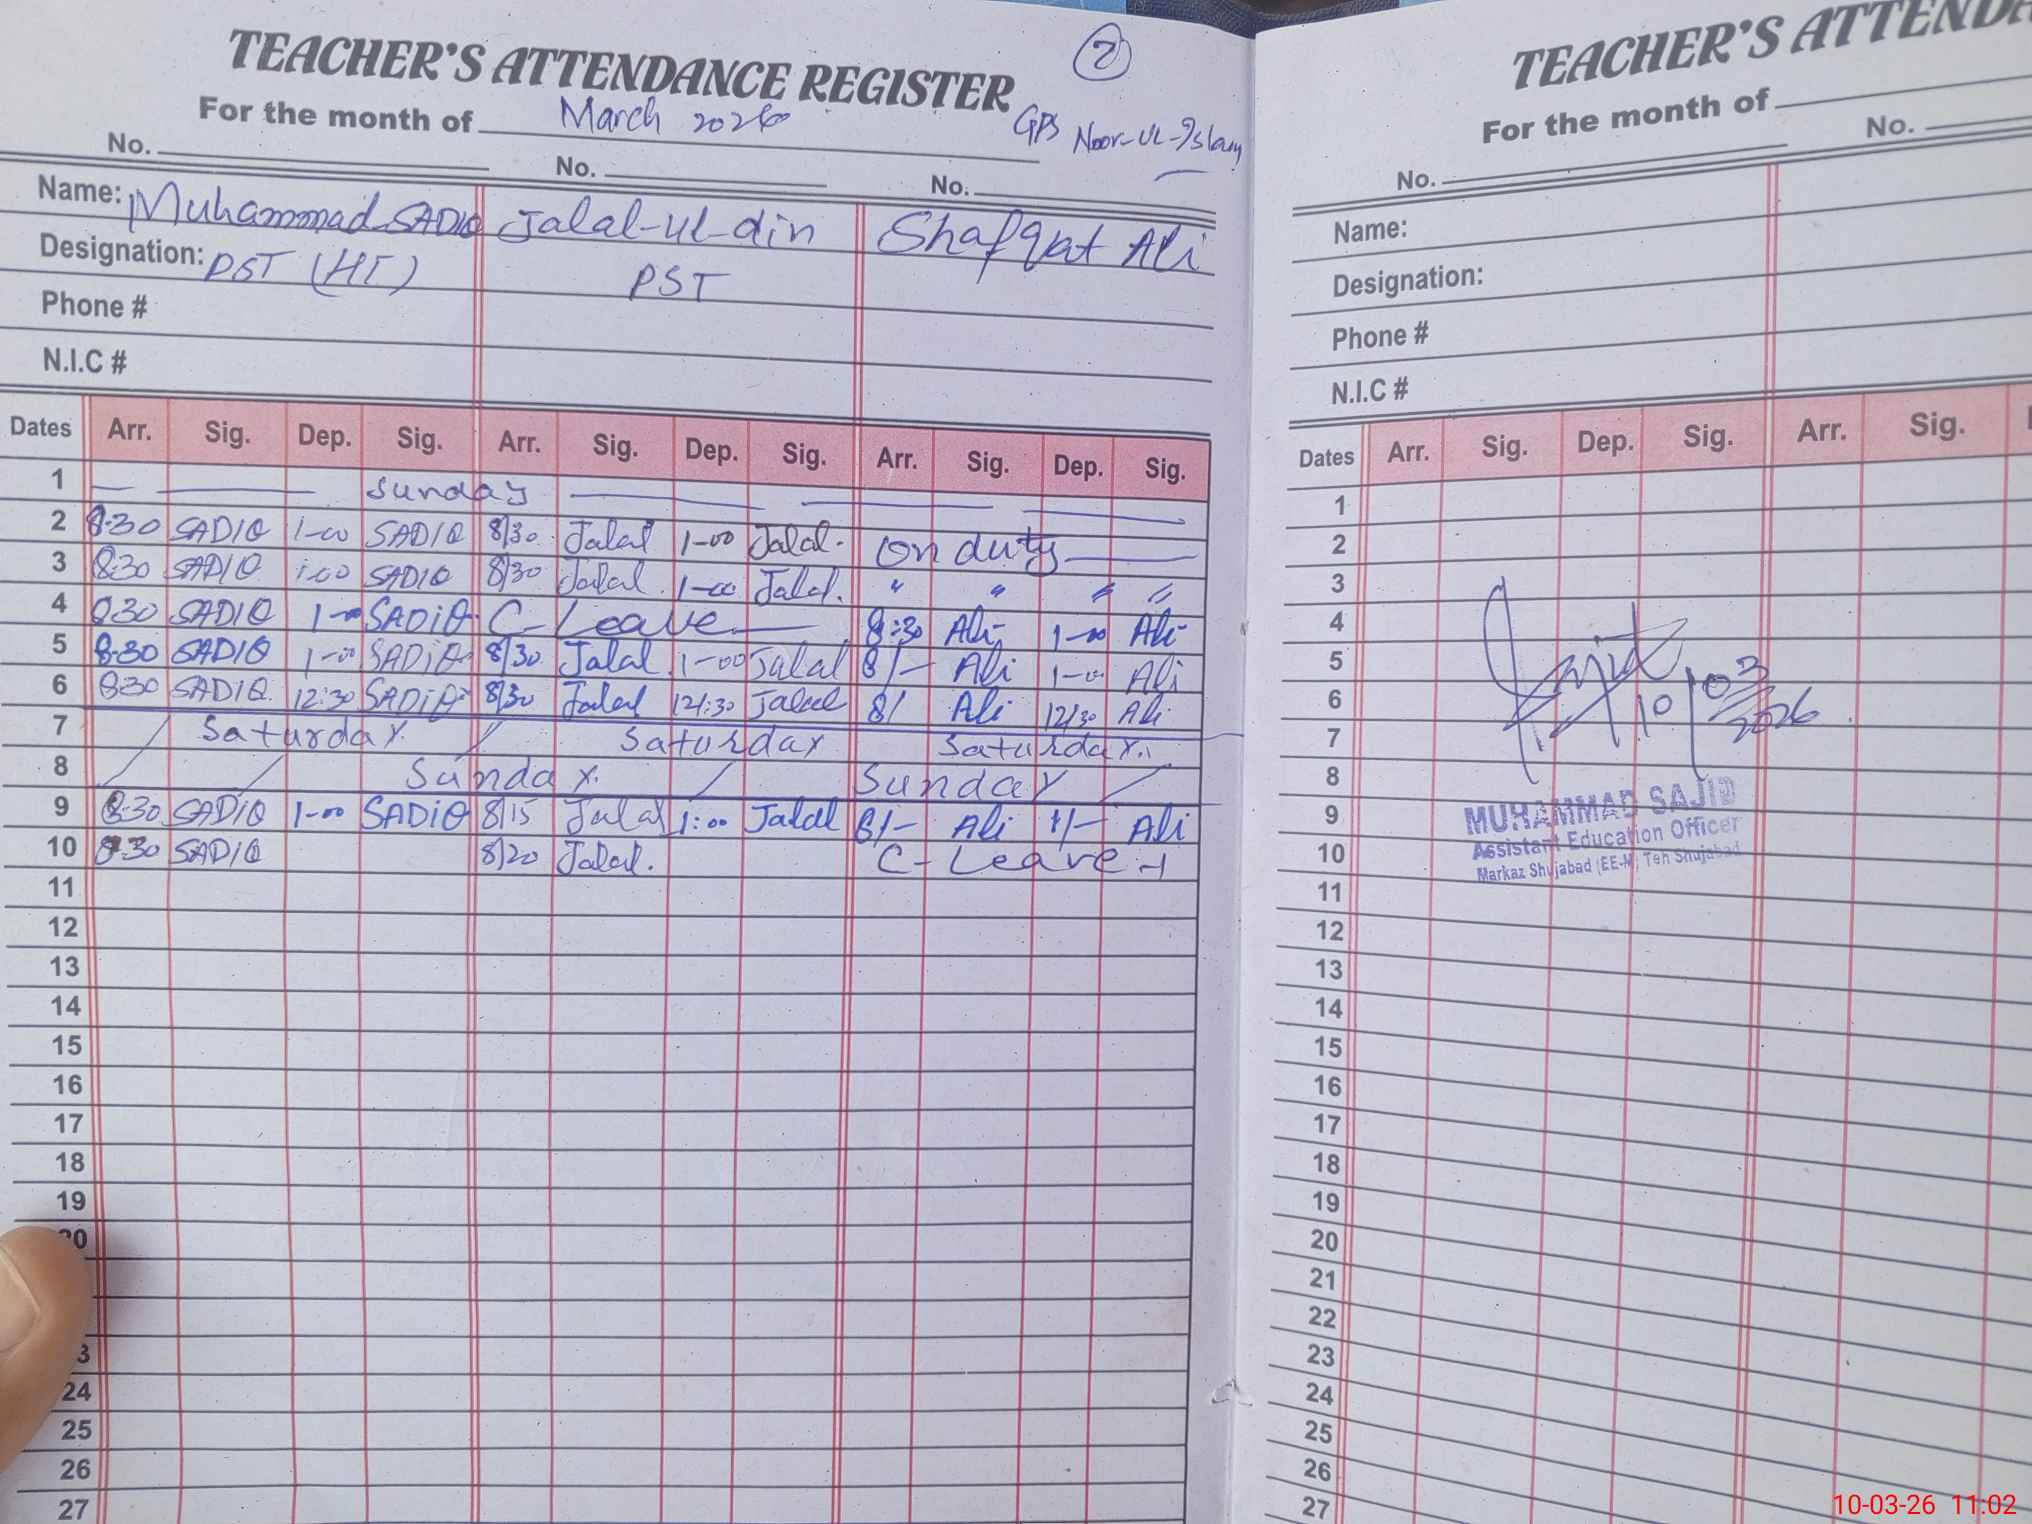 TEACHER'S ATTENDANCE REGISTER
2
For the month of March 2026
GPS Noor-ul-Islam
No. No. No.
Name: Muhammad SADIQ Jalal-ul-din Shafqat Ali
Designation: PST (HT) PST
Phone #
N.I.C #
Dates Arr. Sig. Dep. Sig. Arr. Sig. Dep. Sig. Arr. Sig. Dep. Sig.
1 — — Sunday — — — —
2 8-30 SADIQ 1-00 SADIQ 8/30 Jalal 1-00 Jalal. on duty —
3 8:30 SADIQ 1-00 SADIQ 8/30 Jalal 1-00 Jalal. " " " "
4 8:30 SADIQ 1-00 SADiQ C-Leave — 8:30 Ali 1-00 Ali
5 8-30 SADIQ 1-00 SADiQ 8/30 Jalal 1-00 Jalal 8/- Ali 1-00 Ali
6 8:30 SADIQ 12:30 SADiQ 8/30 Jalal 12/:30 Jalal 8/ Ali 12/30 Ali
7 Saturday Saturday Saturday
8 Sunday Sunday
9 8-30 SADIQ 1-00 SADiQ 8/15 Jalal 1:00 Jalal 8/- Ali 1/- Ali
10 8-30 SADIQ 8/20 Jalal. C-Leave-1
11
12
13
14
15
16
17
18
19
20
3
24
25
26
27
TEACHER'S ATTENDA
For the month of
No. No.
Name:
Designation:
Phone #
N.I.C #
Dates Arr. Sig. Dep. Sig. Arr. Sig.
1
2
3
4
5
6
7
8
9
10
11
12
13
14
15
16
17
18
19
20
21
22
23
24
25
26
27
Sajid
10/03/2026
MUHAMMAD SAJID
Assistant Education Officer
Markaz Shujabad (EE-M) Teh Shujabad
10-03-26 11:02